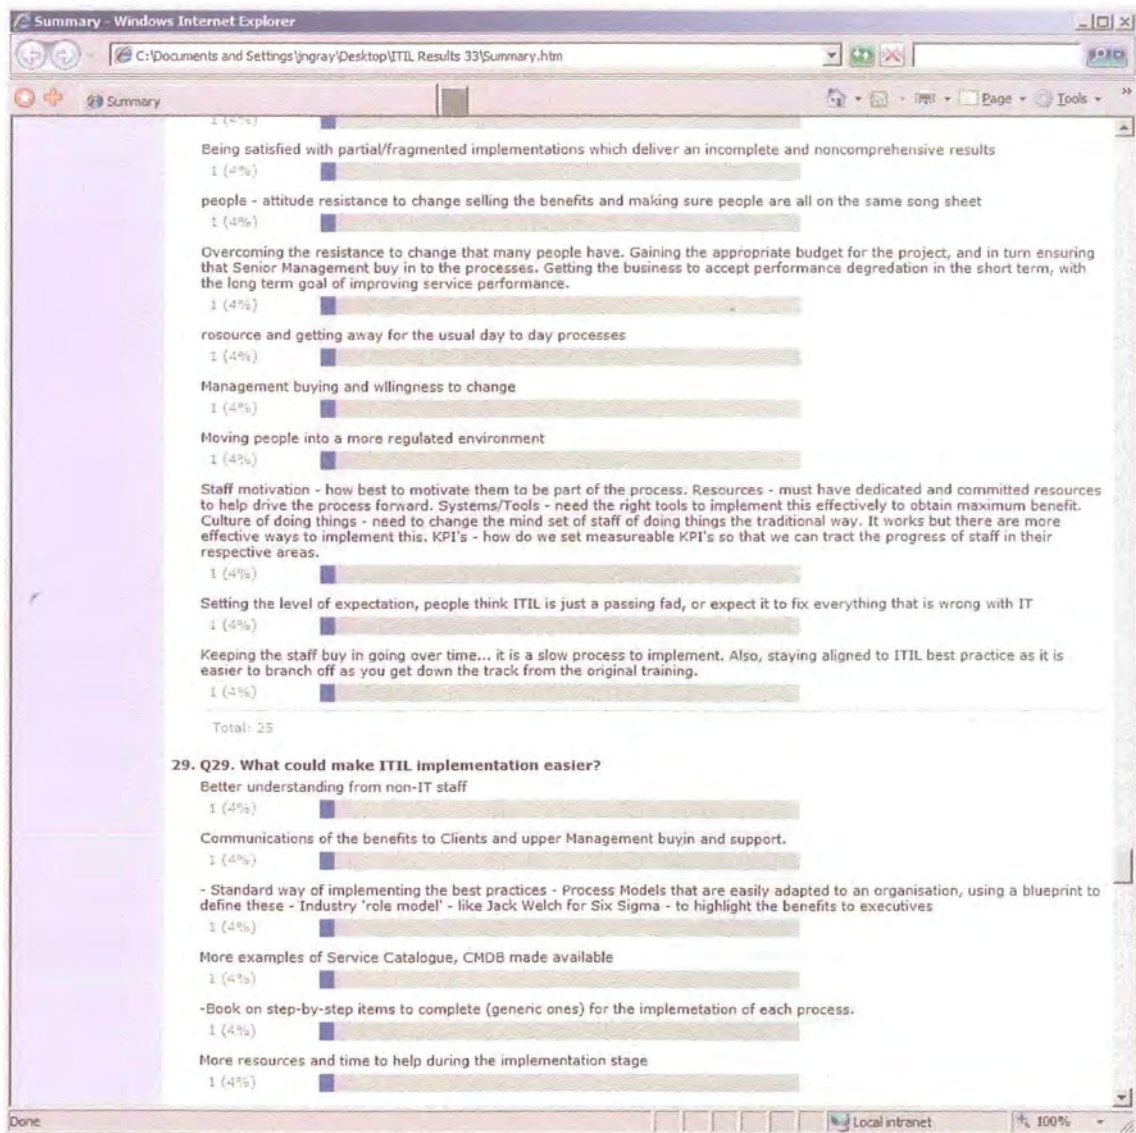 Summary - Windows Internet Explorer
C:\Documents and Settings\jngray\Desktop\ITIL Results 33\Summary.htm
Summary
Page
Tools
1 (4%)
Being satisfied with partial/fragmented implementations which deliver an incomplete and noncomprehensive results
1 (4%)
people - attitude resistance to change selling the benefits and making sure people are all on the same song sheet
1 (4%)
Overcoming the resistance to change that many people have. Gaining the appropriate budget for the project, and in turn ensuring
that Senior Management buy in to the processes. Getting the business to accept performance degredation in the short term, with
the long term goal of improving service performance.
1 (4%)
rosource and getting away for the usual day to day processes
1 (4%)
Management buying and wllingness to change
1 (4%)
Moving people into a more regulated environment
1 (4%)
Staff motivation - how best to motivate them to be part of the process. Resources - must have dedicated and committed resources
to help drive the process forward. Systems/Tools - need the right tools to implement this effectively to obtain maximum benefit.
Culture of doing things - need to change the mind set of staff of doing things the traditional way. It works but there are more
effective ways to implement this. KPI's - how do we set measureable KPI's so that we can tract the progress of staff in their
respective areas.
1 (4%)
Setting the level of expectation, people think ITIL is just a passing fad, or expect it to fix everything that is wrong with IT
1 (4%)
Keeping the staff buy in going over time... it is a slow process to implement. Also, staying aligned to ITIL best practice as it is
easier to branch off as you get down the track from the original training.
1 (4%)
Total: 25
29. Q29. What could make ITIL implementation easier?
Better understanding from non-IT staff
1 (4%)
Communications of the benefits to Clients and upper Management buyin and support.
1 (4%)
- Standard way of implementing the best practices - Process Models that are easily adapted to an organisation, using a blueprint to
define these - Industry 'role model' - like Jack Welch for Six Sigma - to highlight the benefits to executives
1 (4%)
More examples of Service Catalogue, CMDB made available
1 (4%)
-Book on step-by-step items to complete (generic ones) for the implemetation of each process.
1 (4%)
More resources and time to help during the implementation stage
1 (4%)
Done
Local intranet
100%